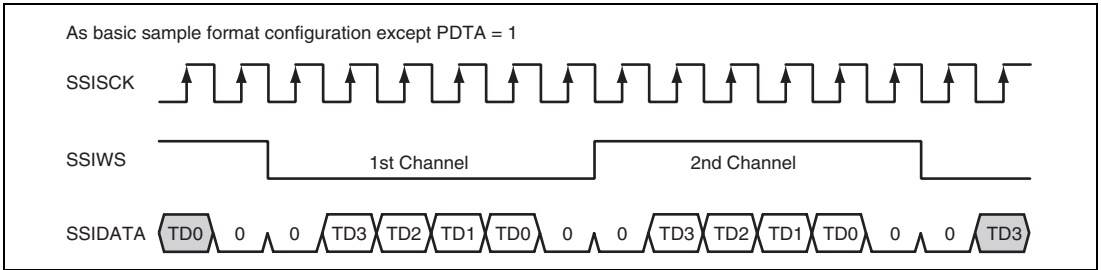 As basic sample format configuration except PDTA = 1
SSISCK
SSIWS 1st Channel 2nd Channel
SSIDATA TD0 0 0 TD3 TD2 TD1 TD0 0 0 TD3 TD2 TD1 TD0 0 0 TD3